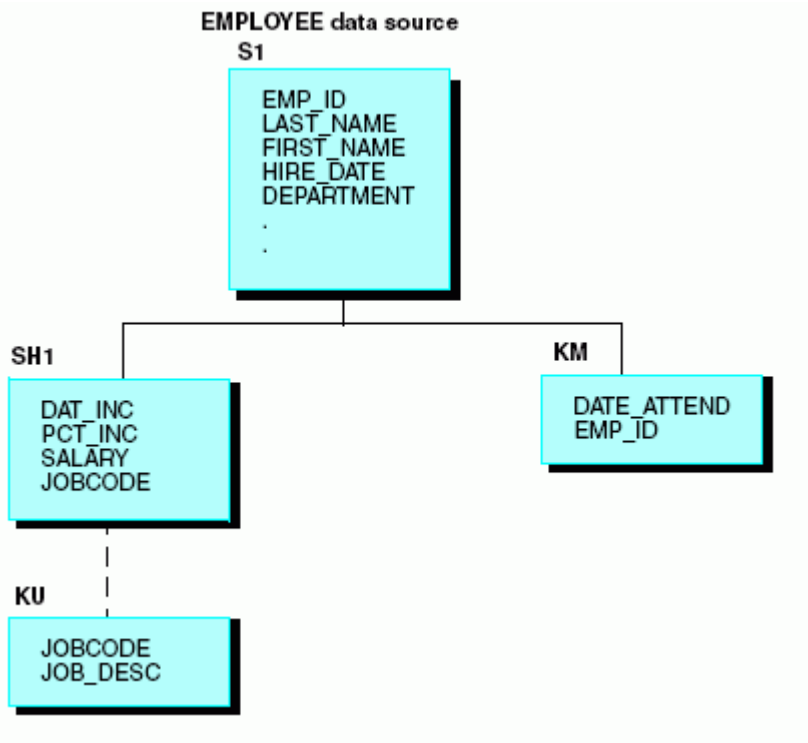 EMPLOYEE data source
S1
EMP_ID
LAST_NAME
FIRST_NAME
HIRE_DATE
DEPARTMENT
.
.
SH1
DAT_INC
PCT_INC
SALARY
JOBCODE
KM
DATE_ATTEND
EMP_ID
KU
JOBCODE
JOB_DESC